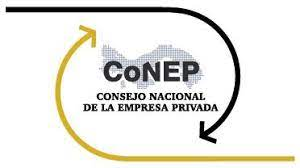 CoNEP
CONSEJO NACIONAL
DE LA EMPRESA PRIVADA